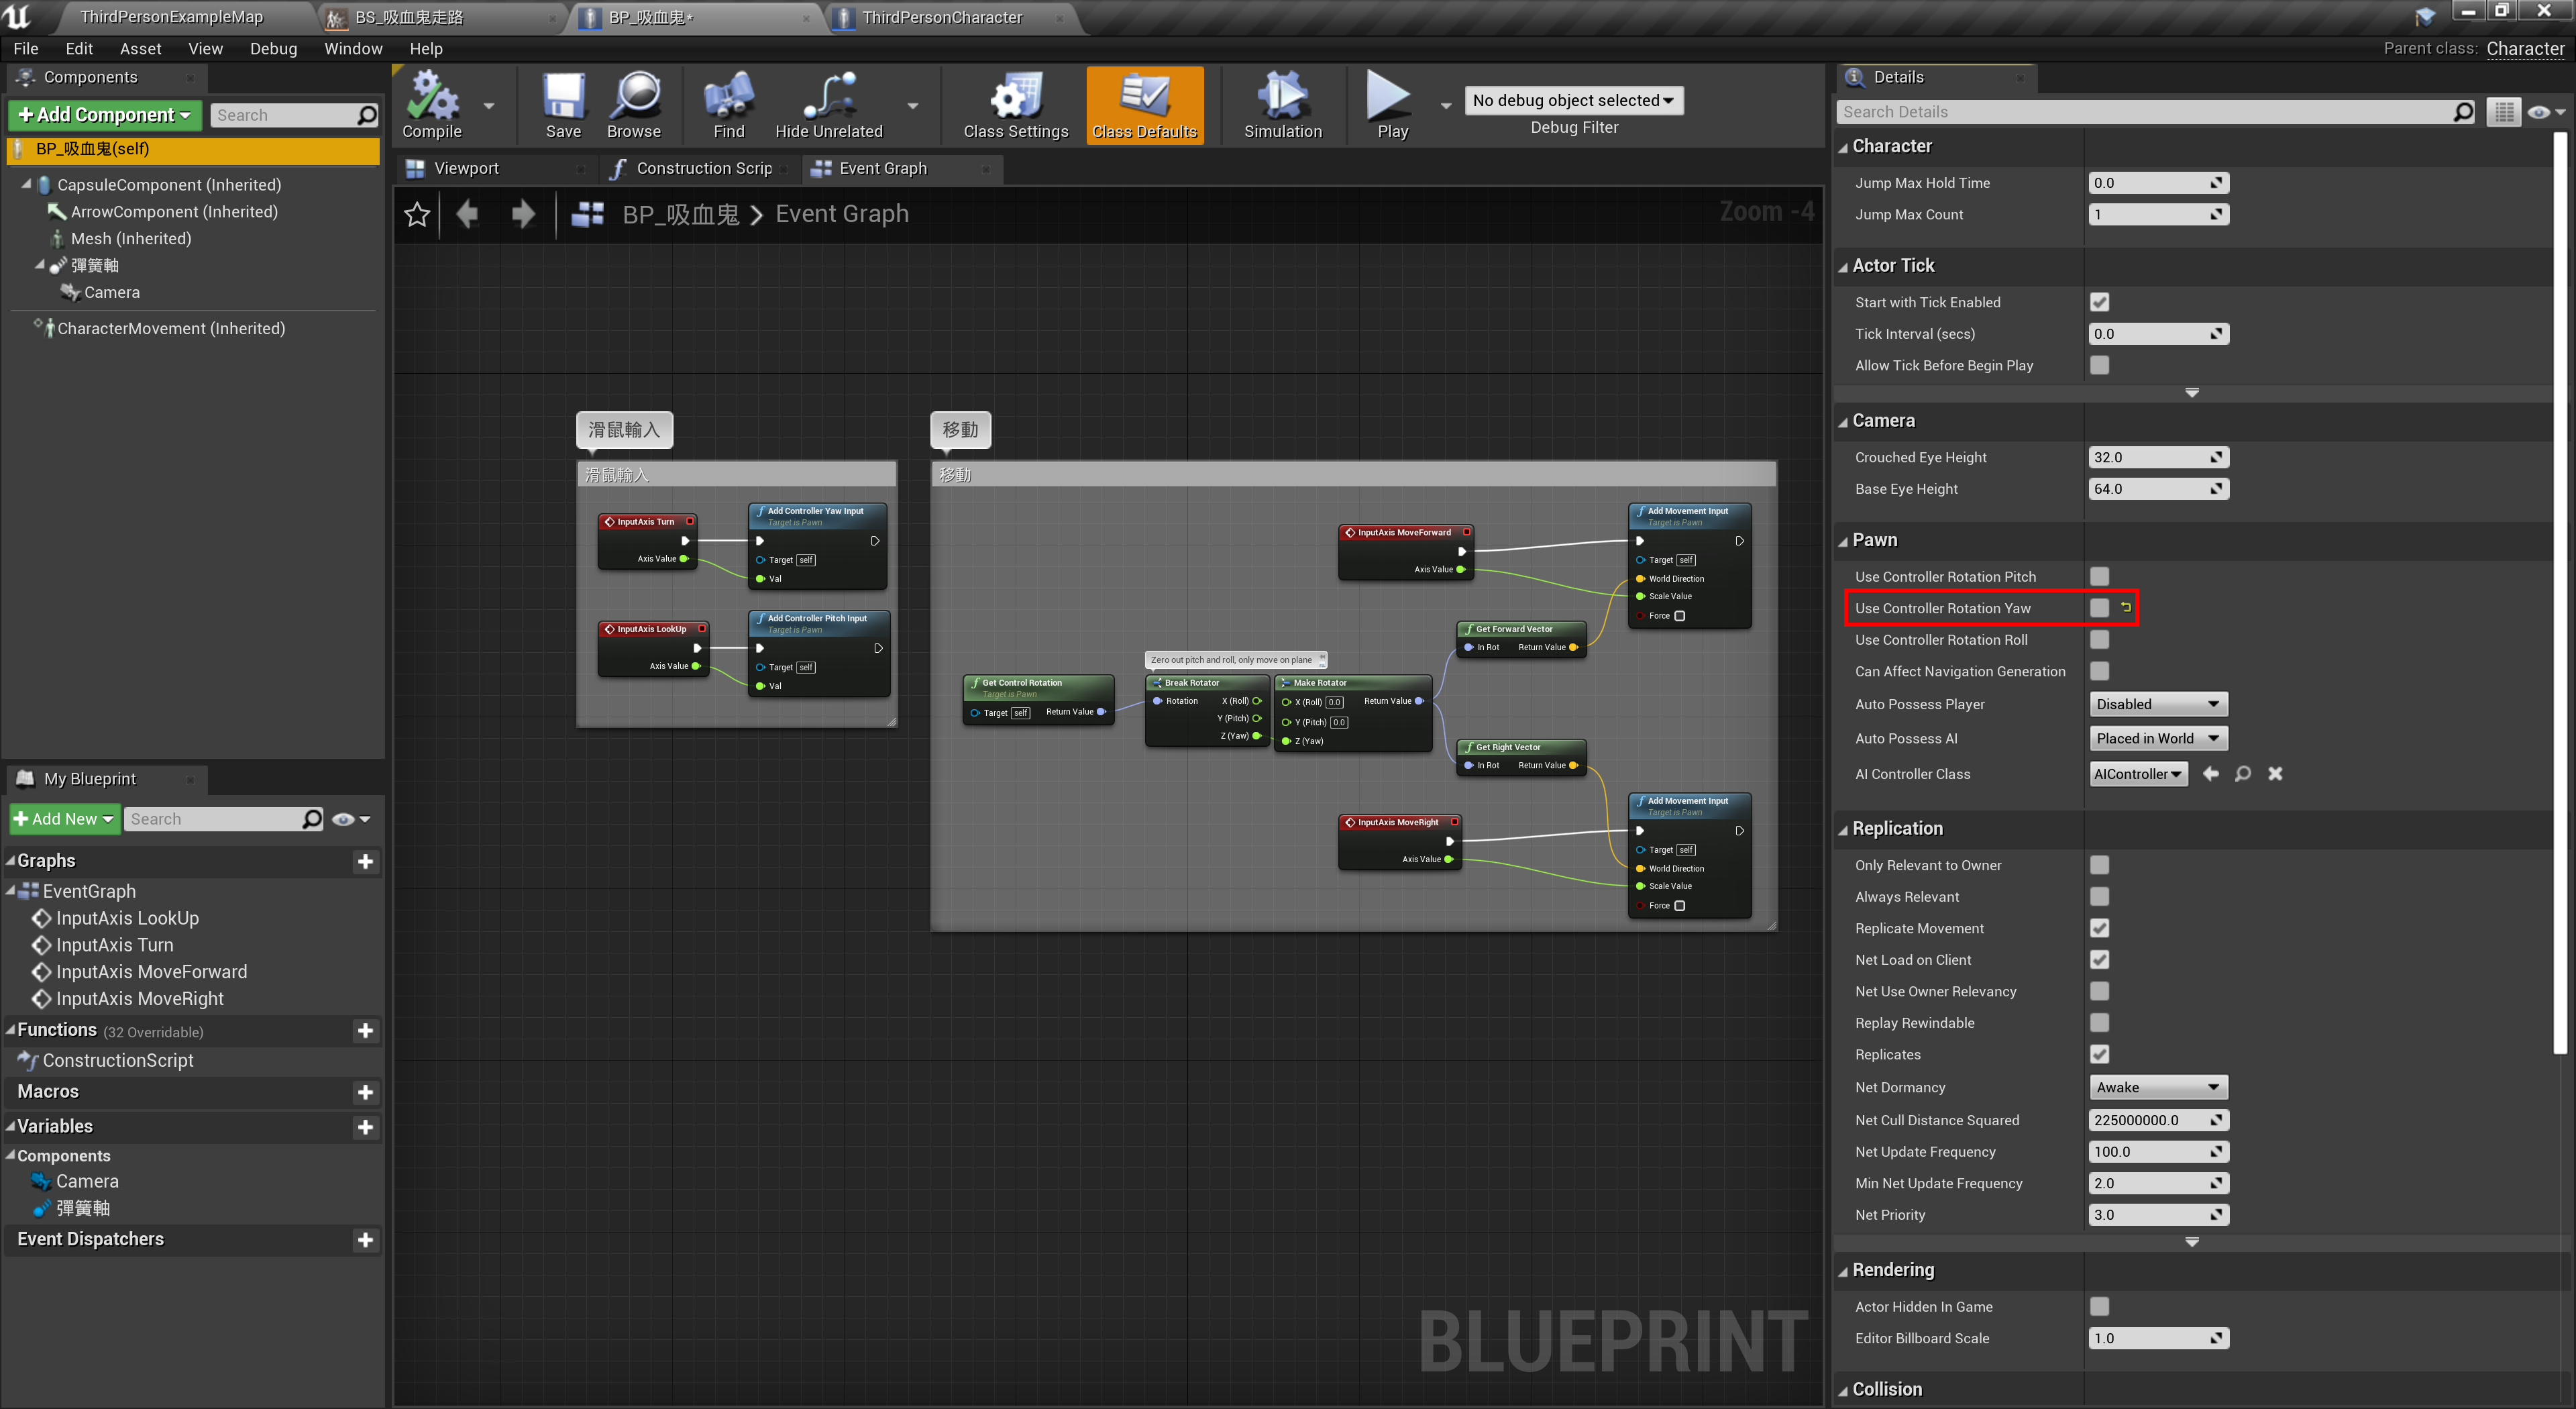 ThirdPersonExampleMap
BS_吸血鬼走路
BP_吸血鬼*
ThirdPersonCharacter
File Edit Asset View Debug Window Help
Parent class: Character
Components
+ Add Component
Search
BP_吸血鬼(self)
CapsuleComponent (Inherited)
ArrowComponent (Inherited)
Mesh (Inherited)
彈簧軸
Camera
CharacterMovement (Inherited)
My Blueprint
+ Add New
Search
Graphs
EventGraph
InputAxis LookUp
InputAxis Turn
InputAxis MoveForward
InputAxis MoveRight
Functions (32 Overridable)
ConstructionScript
Macros
Variables
Components
Camera
彈簧軸
Event Dispatchers
Compile
Save
Browse
Find
Hide Unrelated
Class Settings
Class Defaults
Simulation
Play
No debug object selected
Debug Filter
Viewport
Construction Scrip
Event Graph
BP_吸血鬼 > Event Graph
Zoom -4
滑鼠輸入
滑鼠輸入
InputAxis Turn
Axis Value
Add Controller Yaw Input
Target is Pawn
Target self
Val
InputAxis LookUp
Axis Value
Add Controller Pitch Input
Target is Pawn
Target self
Val
移動
移動
InputAxis MoveForward
Axis Value
Add Movement Input
Target is Pawn
Target self
World Direction
Scale Value
Force
Get Forward Vector
In Rot Return Value
Zero out pitch and roll, only move on plane
Get Control Rotation
Target is Pawn
Target self Return Value
Break Rotator
Rotation X (Roll)
Y (Pitch)
Z (Yaw)
Make Rotator
X (Roll) 0.0 Return Value
Y (Pitch) 0.0
Z (Yaw)
Get Right Vector
In Rot Return Value
InputAxis MoveRight
Axis Value
Add Movement Input
Target is Pawn
Target self
World Direction
Scale Value
Force
BLUEPRINT
Details
Search Details
Character
Jump Max Hold Time 0.0
Jump Max Count 1
Actor Tick
Start with Tick Enabled
Tick Interval (secs) 0.0
Allow Tick Before Begin Play
Camera
Crouched Eye Height 32.0
Base Eye Height 64.0
Pawn
Use Controller Rotation Pitch
Use Controller Rotation Yaw
Use Controller Rotation Roll
Can Affect Navigation Generation
Auto Possess Player Disabled
Auto Possess AI Placed in World
AI Controller Class AIController
Replication
Only Relevant to Owner
Always Relevant
Replicate Movement
Net Load on Client
Net Use Owner Relevancy
Replay Rewindable
Replicates
Net Dormancy Awake
Net Cull Distance Squared 225000000.0
Net Update Frequency 100.0
Min Net Update Frequency 2.0
Net Priority 3.0
Rendering
Actor Hidden In Game
Editor Billboard Scale 1.0
Collision